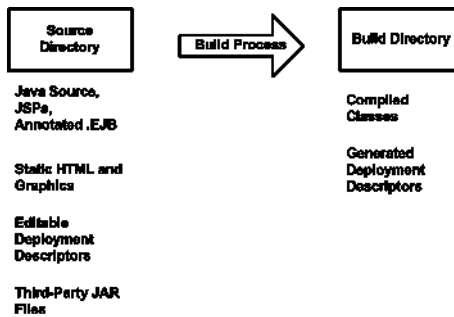 Source
Directory
Build Process
Build Directory
Java Source,
JSPs,
Annotated .EJB
Static HTML and
Graphics
Editable
Deployment
Descriptors
Third-Party JAR
Files
Compiled
Classes
Generated
Deployment
Descriptors